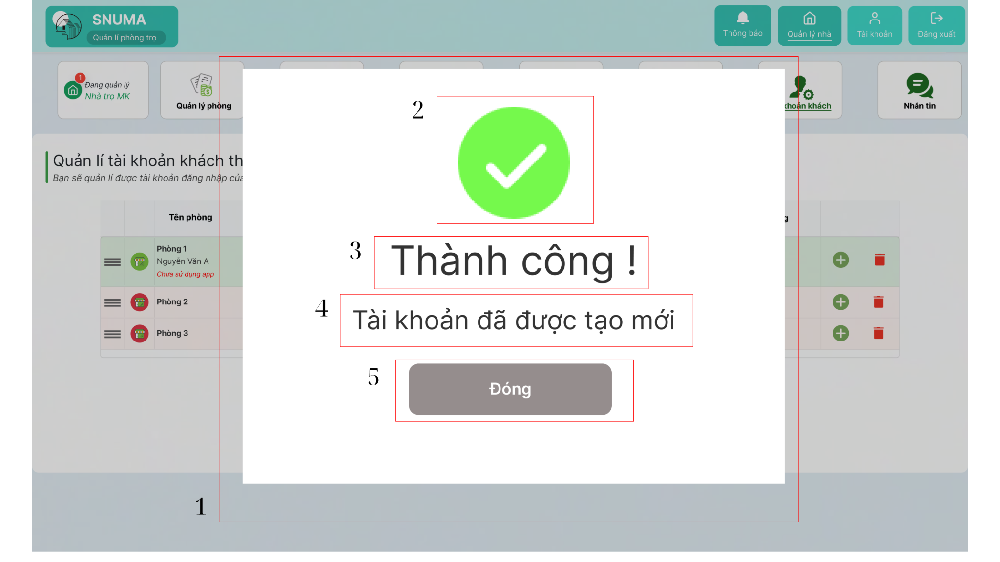 SNUMA
Quản lí phòng trọ
Thông báo
Quản lý nhà
Tài khoản
Đăng xuất
1
Đang quản lý
Nhà trọ MK
Quản lý phòng
khoản khách
Nhắn tin
2
Quản lí tài khoản khách th
Bạn sẽ quản lí được tài khoản đăng nhập của
Tên phòng
g
3
Thành công !
Phòng 1
Nguyễn Văn A
Chưa sử dụng app
4
Tài khoản đã được tạo mới
Phòng 2
Phòng 3
5
Đóng
1